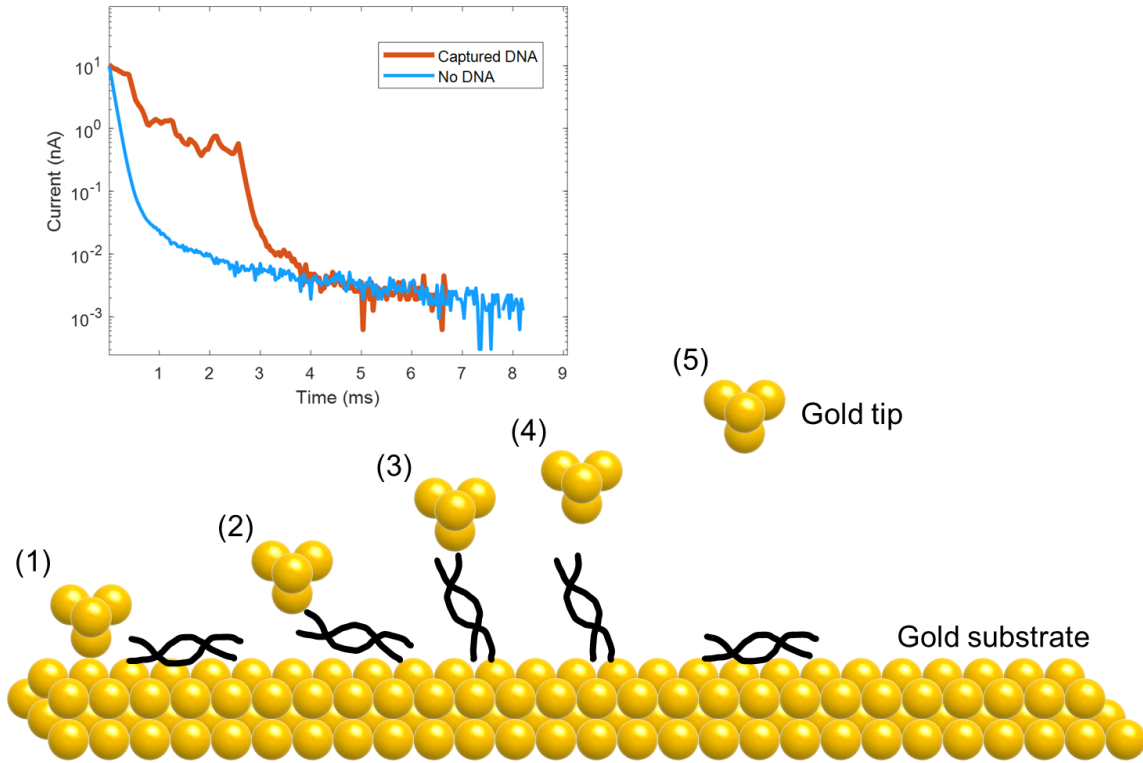 Captured DNA
No DNA
Current (nA)
10^1
10^0
10^-1
10^-2
10^-3
1 2 3 4 5 6 7 8 9
Time (ms)
(1)
(2)
(3)
(4)
(5)
Gold tip
Gold substrate